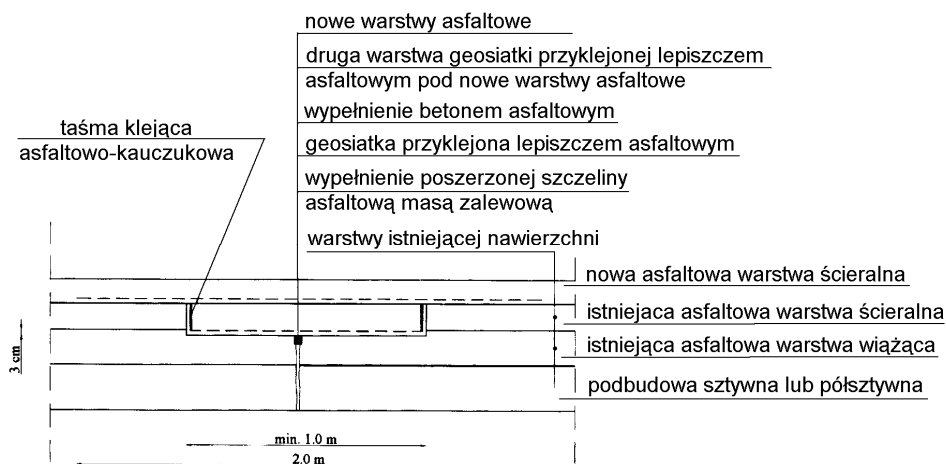 nowe warstwy asfaltowe
druga warstwa geosiatki przyklejonej lepiszczem
asfaltowym pod nowe warstwy asfaltowe
wypełnienie betonem asfaltowym
taśma klejąca
asfaltowo-kauczukowa
geosiatka przyklejona lepiszczem asfaltowym
wypełnienie poszerzonej szczeliny
asfaltową masą zalewową
warstwy istniejącej nawierzchni
nowa asfaltowa warstwa ścieralna
istniejaca asfaltowa warstwa ścieralna
istniejąca asfaltowa warstwa wiążąca
podbudowa sztywna lub półsztywna
3 cm
min. 1.0 m
2.0 m